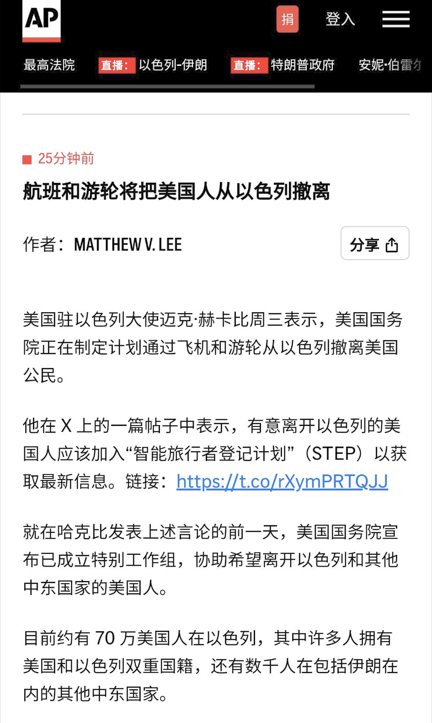 AP
捐
登入
最高法院
直播：
以色列-伊朗
直播：
特朗普政府
安妮·伯雷尔
25分钟前
航班和游轮将把美国人从以色列撤离
作者：MATTHEW V. LEE
分享
美国驻以色列大使迈克·赫卡比周三表示，美国国务
院正在制定计划通过飞机和游轮从以色列撤离美国
公民。
他在 X 上的一篇帖子中表示，有意离开以色列的美
国人应该加入“智能旅行者登记计划”（STEP）以获
取最新信息。链接：https://t.co/rXymPRTQJJ
就在哈克比发表上述言论的前一天，美国国务院宣
布已成立特别工作组，协助希望离开以色列和其他
中东国家的美国人。
目前约有 70 万美国人在以色列，其中许多人拥有
美国和以色列双重国籍，还有数千人在包括伊朗在
内的其他中东国家。